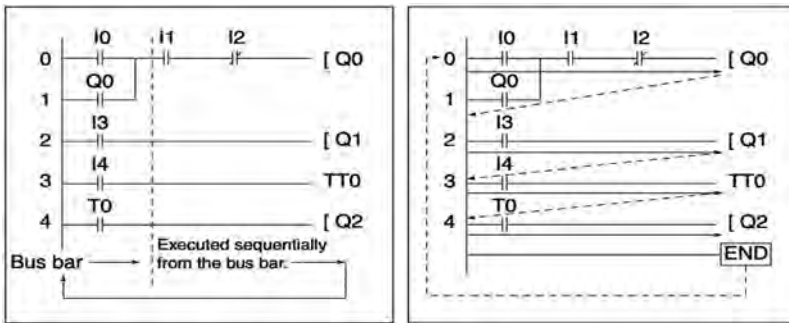 I0 I1 I2
0 [ Q0
Q0
1
I3
2 [ Q1
I4
3 TT0
T0
4 [ Q2
Bus bar
Executed sequentially
from the bus bar.
I0 I1 I2
0 [ Q0
Q0
1
I3
2 [ Q1
I4
3 TT0
T0
4 [ Q2
END